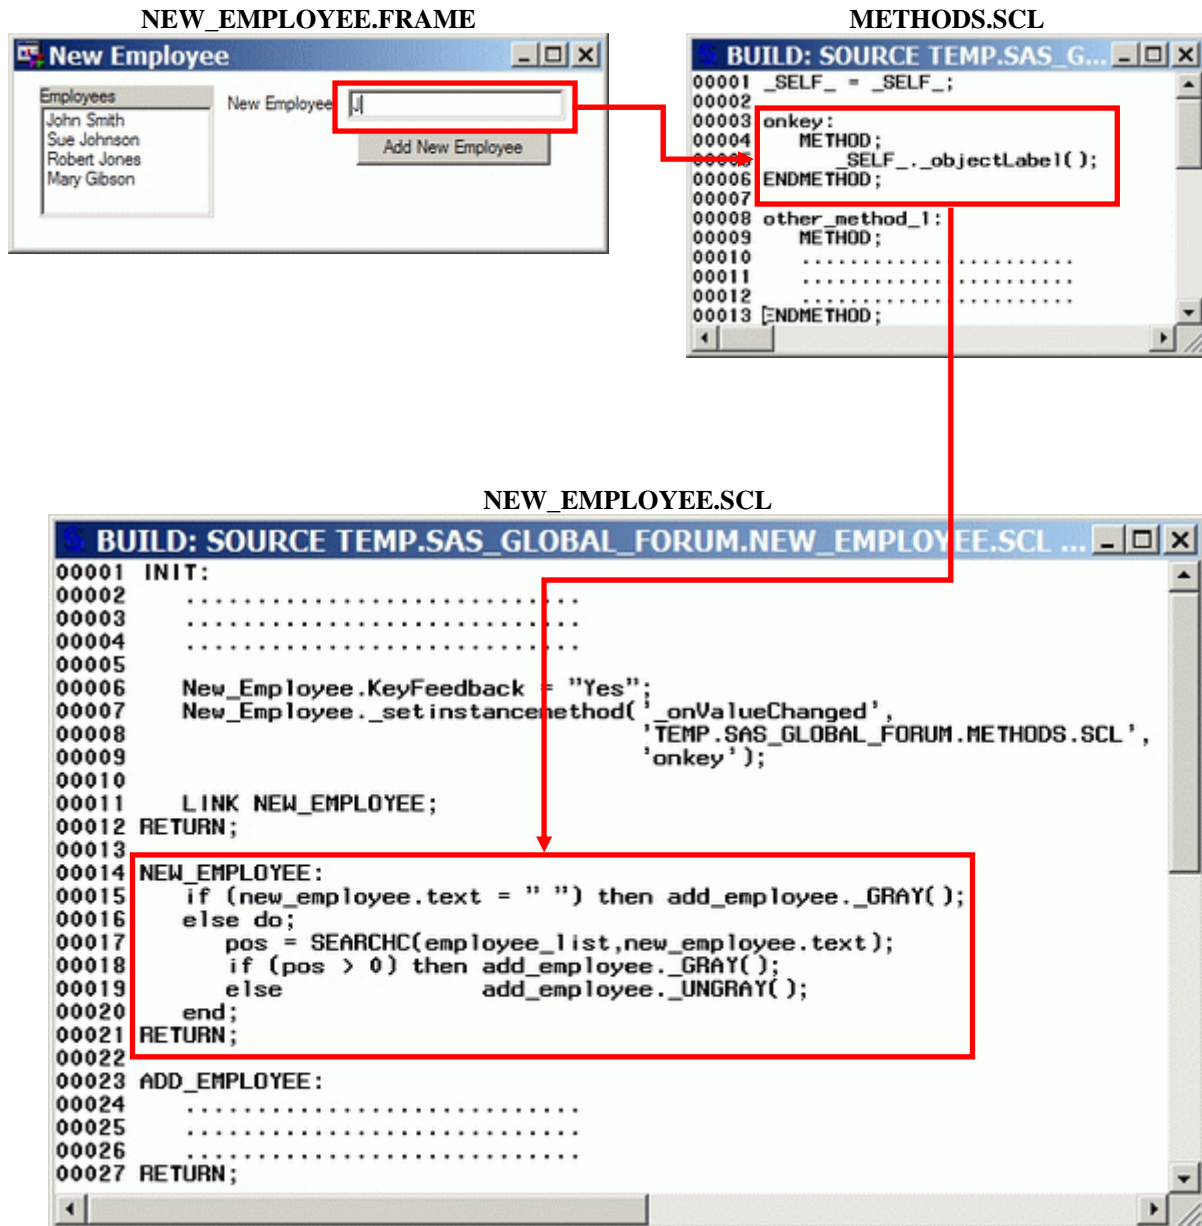 NEW_EMPLOYEE.FRAME
New Employee
Employees
John Smith
Sue Johnson
Robert Jones
Mary Gibson
New Employee
J
Add New Employee
METHODS.SCL
BUILD: SOURCE TEMP.SAS_G...
00001 _SELF_ = _SELF_;
00002
00003 onkey:
00004    METHOD;
00005       _SELF_._objectLabel();
00006 ENDMETHOD;
00007
00008 other_method_1:
00009    METHOD;
00010    .......................
00011    .......................
00012    .......................
00013 ENDMETHOD;
NEW_EMPLOYEE.SCL
BUILD: SOURCE TEMP.SAS_GLOBAL_FORUM.NEW_EMPLOYEE.SCL ...
00001 INIT:
00002    ............................
00003    ............................
00004    ............................
00005
00006    New_Employee.KeyFeedback = "Yes";
00007    New_Employee._setinstancemethod('_onValueChanged',
00008                                    'TEMP.SAS_GLOBAL_FORUM.METHODS.SCL',
00009                                    'onkey');
00010
00011    LINK NEW_EMPLOYEE;
00012 RETURN;
00013
00014 NEW_EMPLOYEE:
00015    if (new_employee.text = " ") then add_employee._GRAY();
00016    else do;
00017       pos = SEARCHC(employee_list,new_employee.text);
00018       if (pos > 0) then add_employee._GRAY();
00019       else              add_employee._UNGRAY();
00020    end;
00021 RETURN;
00022
00023 ADD_EMPLOYEE:
00024    ............................
00025    ............................
00026    ............................
00027 RETURN;